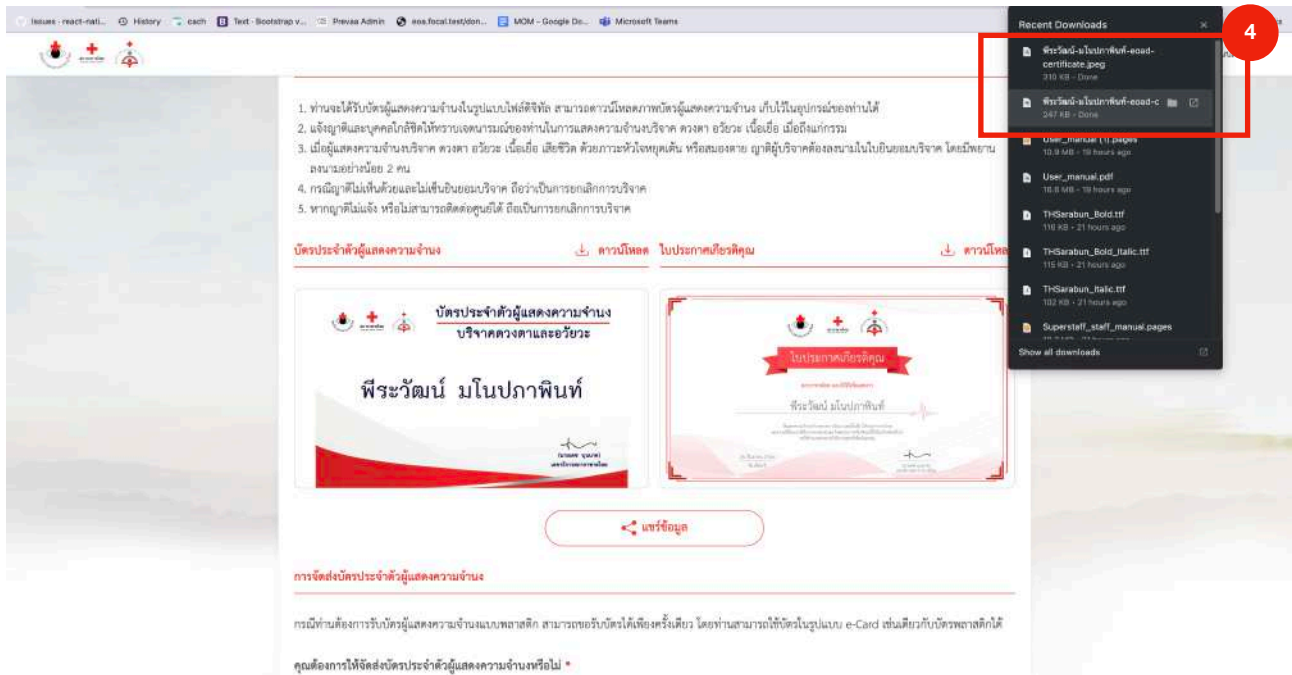 Issues · react-nati...
History
cach
Text · Bootstrap v...
Prevaa Admin
eos.focal.test/don...
MOM - Google Do...
Microsoft Teams
Recent Downloads
4
พีระวัฒน์-มโนปภาพินท์-eoad-
certificate.jpeg
310 KB - Done
พีระวัฒน์-มโนปภาพินท์-eoad-c
247 KB - Done
User_manual (1).pages
10.9 MB - 19 hours ago
User_manual.pdf
16.8 MB - 19 hours ago
THSarabun_Bold.ttf
116 KB - 21 hours ago
THSarabun_Bold_Italic.ttf
115 KB - 21 hours ago
THSarabun_Italic.ttf
102 KB - 21 hours ago
Superstaff_staff_manual.pages
Show all downloads
1. ท่านจะได้รับบัตรผู้แสดงความจำนงในรูปแบบไฟล์ดิจิทัล สามารถดาวน์โหลดภาพบัตรผู้แสดงความจำนง เก็บไว้ในอุปกรณ์ของท่านได้
2. แจ้งญาติและบุคคลใกล้ชิดให้ทราบเจตนารมณ์ของท่านในการแสดงความจำนงบริจาค ดวงตา อวัยวะ เนื้อเยื่อ เมื่อถึงแก่กรรม
3. เมื่อผู้แสดงความจำนงบริจาค ดวงตา อวัยวะ เนื้อเยื่อ เสียชีวิต ด้วยภาวะหัวใจหยุดเต้น หรือสมองตาย ญาติผู้บริจาคต้องลงนามในใบยินยอมบริจาค โดยมีพยาน
ลงนามอย่างน้อย 2 คน
4. กรณีญาติไม่เห็นด้วยและไม่เซ็นยินยอมบริจาค ถือว่าเป็นการยกเลิกการบริจาค
5. หากญาติไม่แจ้ง หรือไม่สามารถติดต่อศูนย์ได้ ถือเป็นการยกเลิกการบริจาค
บัตรประจำตัวผู้แสดงความจำนง
ดาวน์โหลด
ใบประกาศเกียรติคุณ
ดาวน์โหล
บัตรประจำตัวผู้แสดงความจำนง
บริจาคดวงตาและอวัยวะ
พีระวัฒน์ มโนปภาพินท์
ใบประกาศเกียรติคุณ
พีระวัฒน์ มโนปภาพินท์
แชร์ข้อมูล
การจัดส่งบัตรประจำตัวผู้แสดงความจำนง
กรณีท่านต้องการรับบัตรผู้แสดงความจำนงแบบพลาสติก สามารถขอรับบัตรได้เพียงครั้งเดียว โดยท่านสามารถใช้บัตรในรูปแบบ e-Card เช่นเดียวกับบัตรพลาสติกได้
คุณต้องการให้จัดส่งบัตรประจำตัวผู้แสดงความจำนงหรือไม่ *